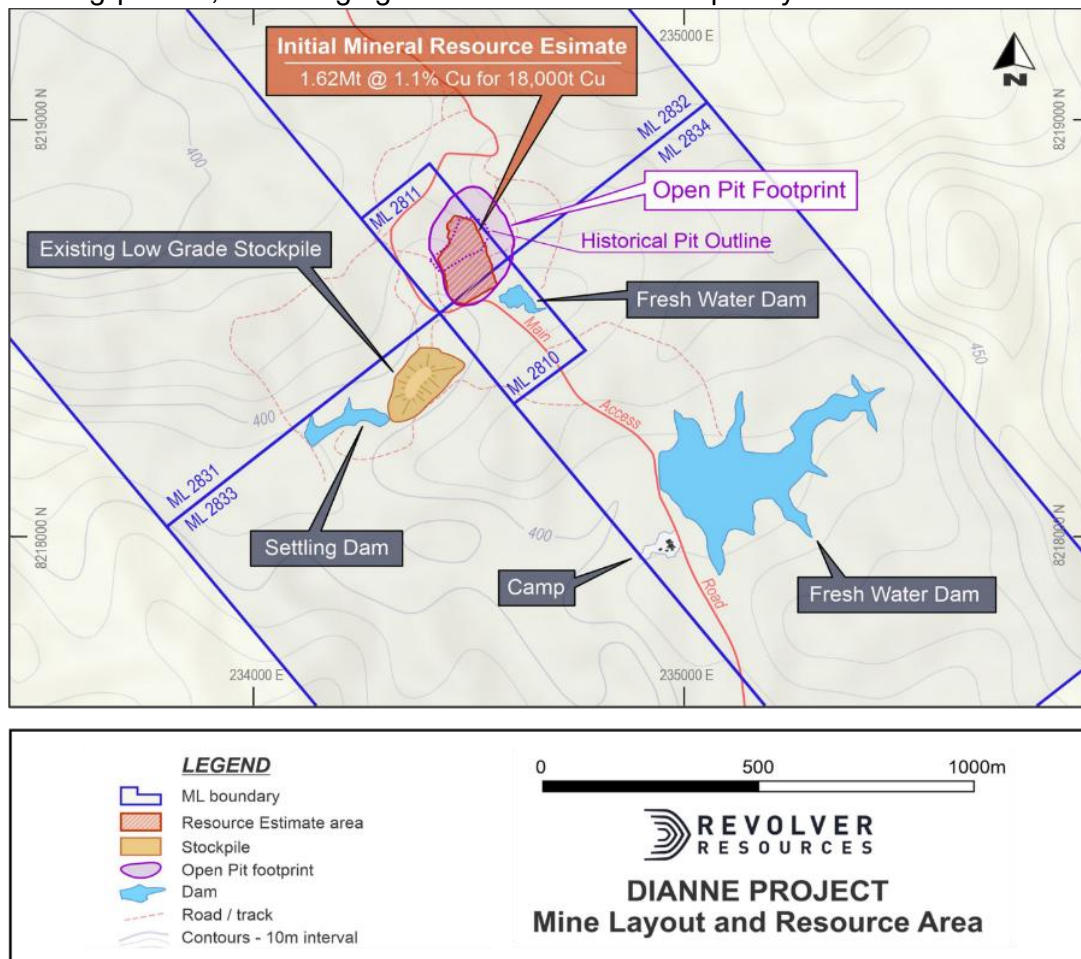 Initial Mineral Resource Esimate
1.62Mt @ 1.1% Cu for 18,000t Cu
235000 E
N
8219000 N
8219000 N
400
ML 2832
ML 2834
ML 2811
Open Pit Footprint
Historical Pit Outline
Existing Low Grade Stockpile
Fresh Water Dam
Main
ML 2810
450
Access
400
ML 2831
ML 2833
8218000 N
8218000 N
Settling Dam
400
Camp
Road
Fresh Water Dam
234000 E
235000 E
LEGEND
ML boundary
Resource Estimate area
Stockpile
Open Pit footprint
Dam
Road / track
Contours - 10m interval
0 500 1000m
REVOLVER
RESOURCES
DIANNE PROJECT
Mine Layout and Resource Area